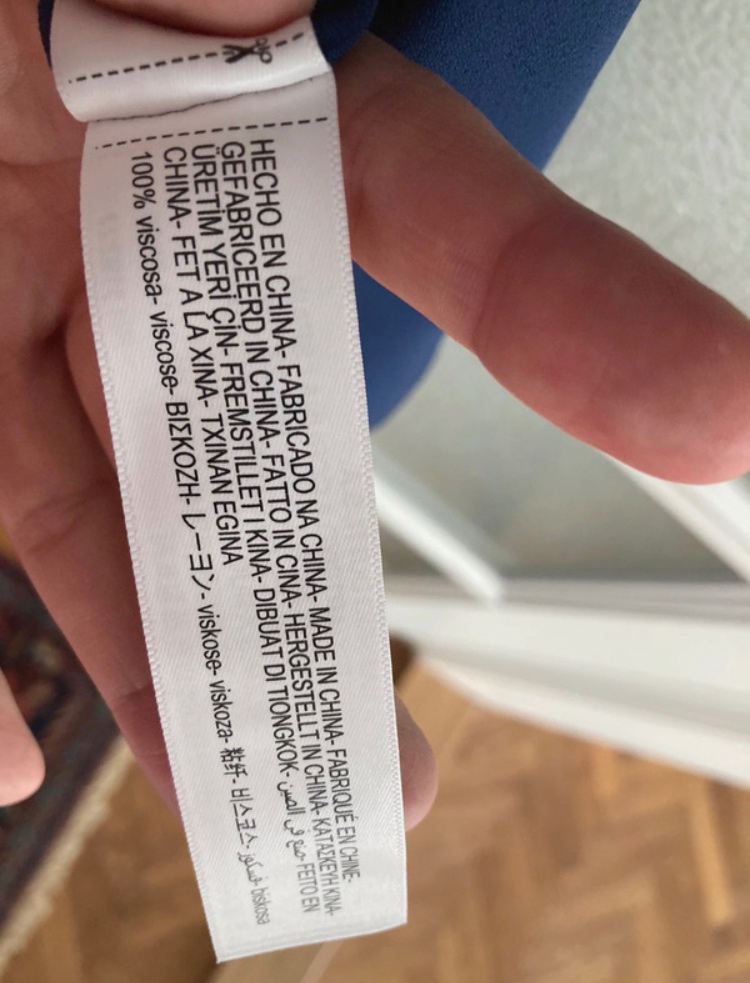 HECHO EN CHINA- FABRICADO NA CHINA- MADE IN CHINA- FABRIQUÉ EN CHINE-
GEFABRICEERD IN CHINA- FATTO IN CINA- HERGESTELLT IN CHINA- ΚΑΤΑΣΚΕΥΗ ΚΙΝΑ-
ÜRETİM YERİ ÇİN- FREMSTILLET I KINA- DIBUAT DI TIONGKOK- صنع في الصين- FEITO EN
CHINA- FET A LA XINA- TXINAN EGINA
100% viscosa- viscose- ΒΙΣΚΟΖΗ- レーヨン- viskose- viskoza- 粘纤- 비스코스- فسكوز- biskosa